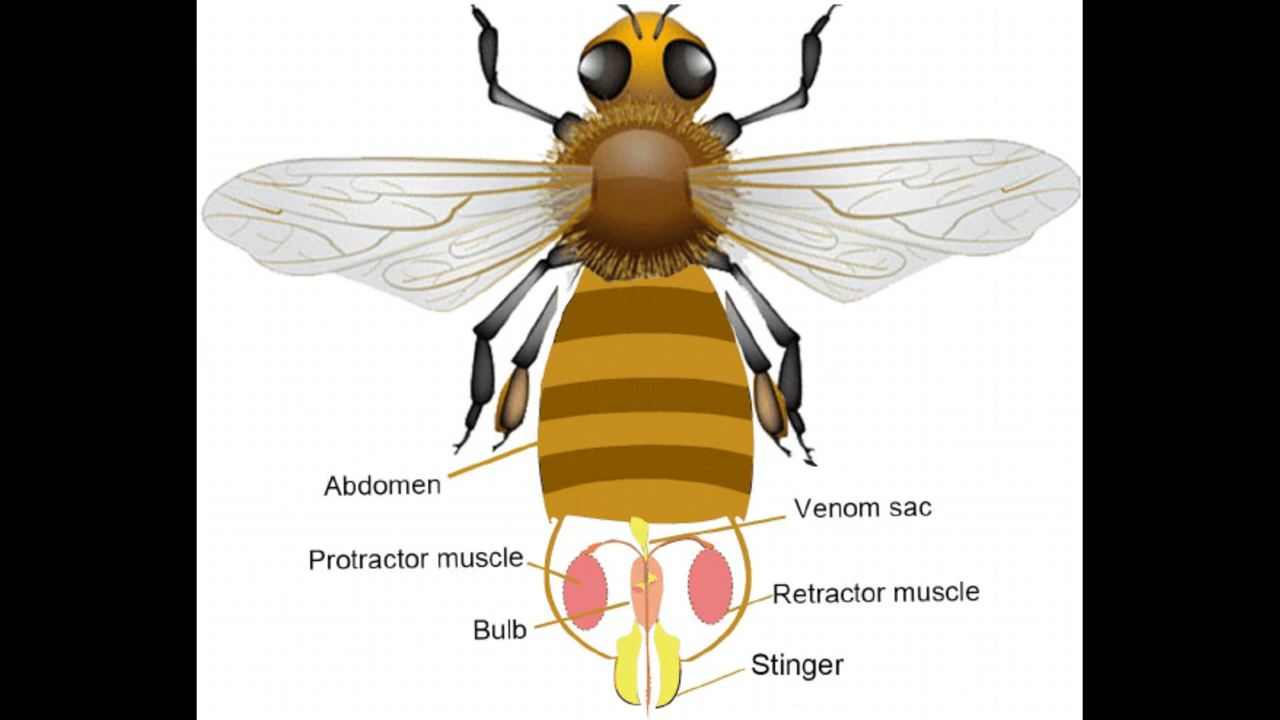 Abdomen
Venom sac
Protractor muscle
Retractor muscle
Bulb
Stinger